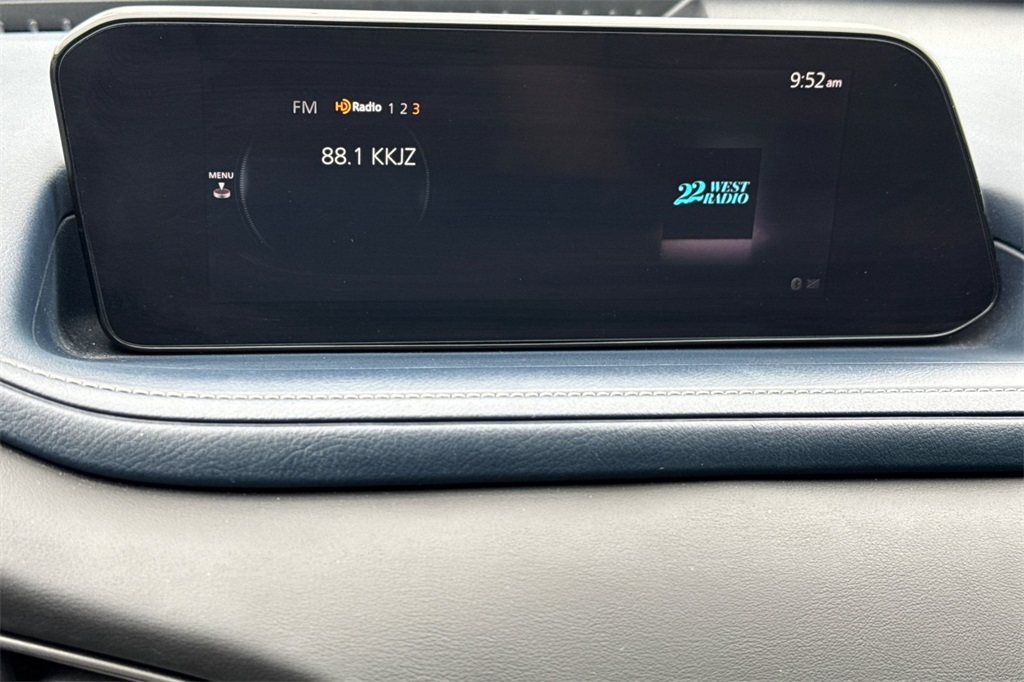 9:52am
FM HD Radio 1 2 3
88.1 KKJZ
MENU
22 WEST
RADIO